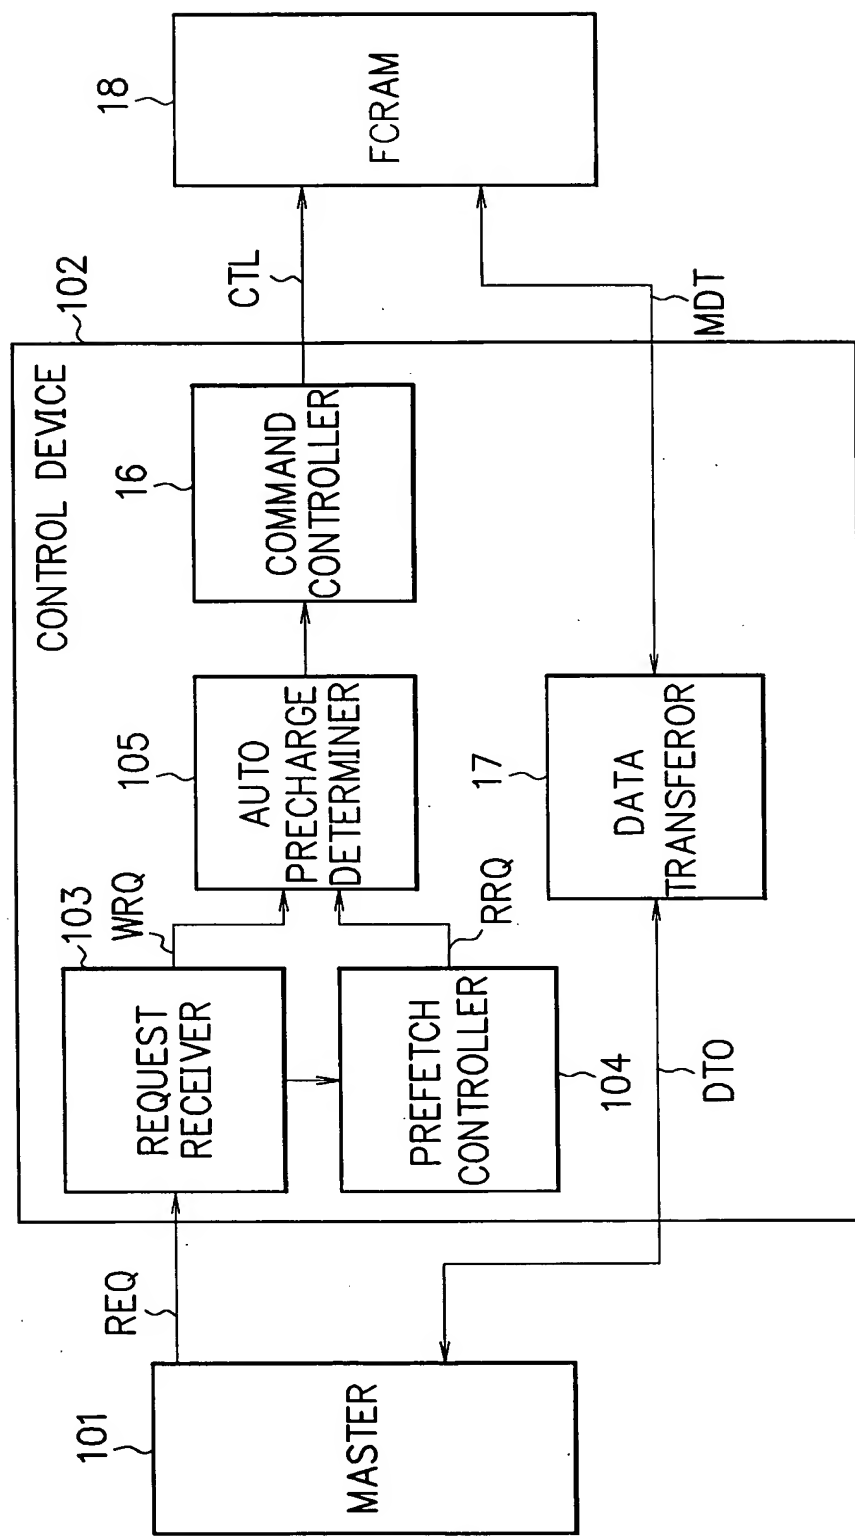 101
MASTER
REQ
DTO
102
CONTROL DEVICE
103
REQUEST
RECEIVER
WRQ
PREFETCH
CONTROLLER
104
RRQ
105
AUTO
PRECHARGE
DETERMINER
16
COMMAND
CONTROLLER
17
DATA
TRANSFEROR
CTL
MDT
18
FCRAM